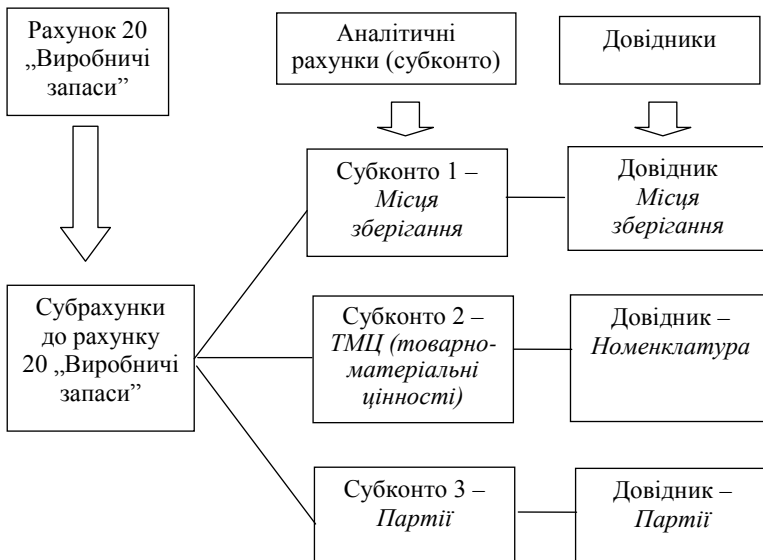 Рахунок 20
„Виробничі
запаси”
Аналітичні
рахунки (субконто)
Довідники
Субконто 1 –
Місця
зберігання
Довідник
Місця
зберігання
Субрахунки
до рахунку
20 „Виробничі
запаси”
Субконто 2 –
ТМЦ (товарно-
матеріальні
цінності)
Довідник –
Номенклатура
Субконто 3 –
Партії
Довідник –
Партії